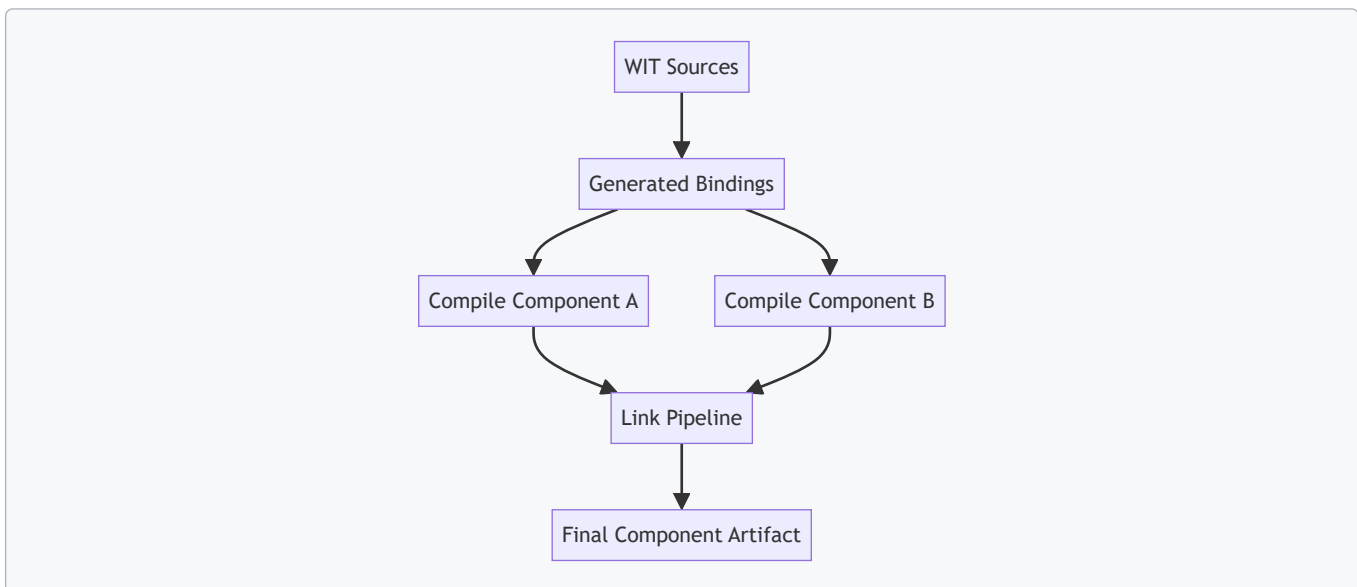 WIT Sources
Generated Bindings
Compile Component A
Compile Component B
Link Pipeline
Final Component Artifact